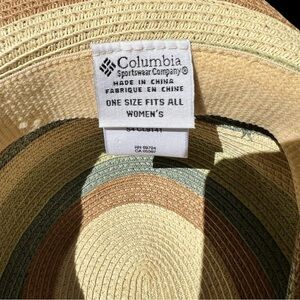 Columbia
Sportswear Company®
MADE IN CHINA
FABRIQUE EN CHINE
ONE SIZE FITS ALL
WOMEN'S